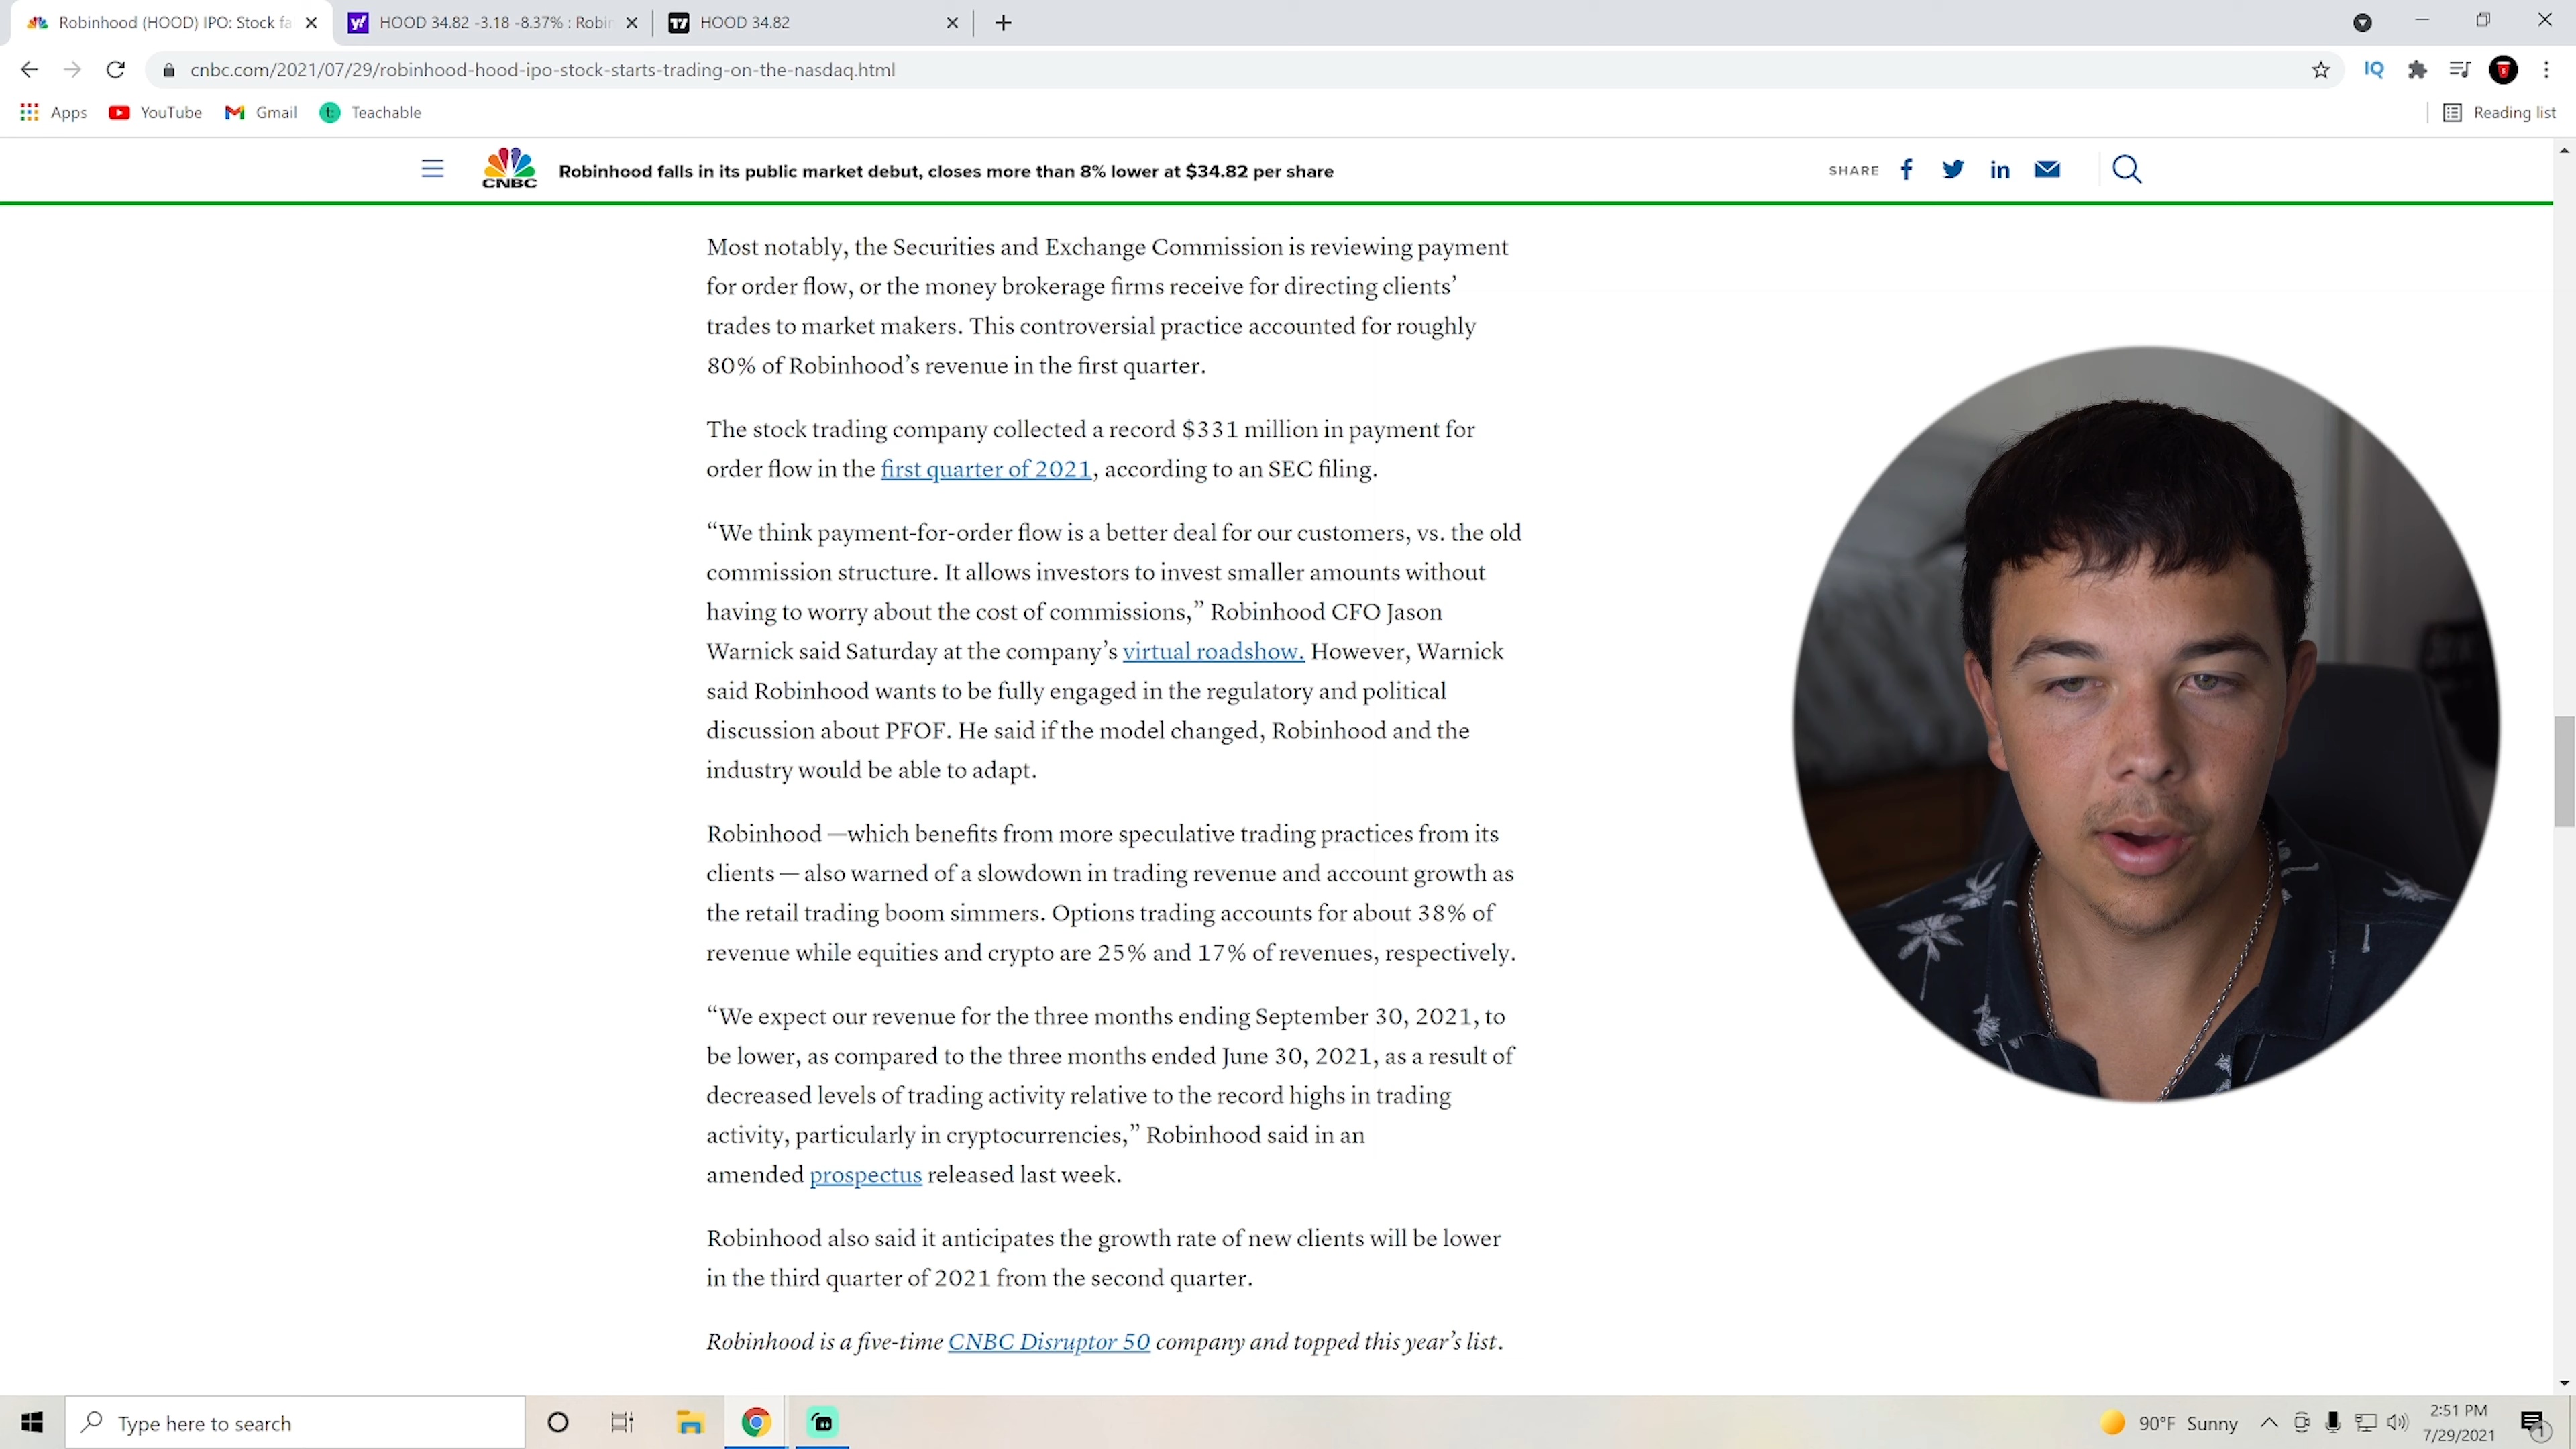 Robinhood (HOOD) IPO: Stock fa
HOOD 34.82 -3.18 -8.37% : Robin
HOOD 34.82
cnbc.com/2021/07/29/robinhood-hood-ipo-stock-starts-trading-on-the-nasdaq.html
IQ
Apps YouTube Gmail Teachable Reading list
CNBC Robinhood falls in its public market debut, closes more than 8% lower at $34.82 per share SHARE
Most notably, the Securities and Exchange Commission is reviewing payment
for order flow, or the money brokerage firms receive for directing clients’
trades to market makers. This controversial practice accounted for roughly
80% of Robinhood’s revenue in the first quarter.
The stock trading company collected a record $331 million in payment for
order flow in the first quarter of 2021, according to an SEC filing.
“We think payment-for-order flow is a better deal for our customers, vs. the old
commission structure. It allows investors to invest smaller amounts without
having to worry about the cost of commissions,” Robinhood CFO Jason
Warnick said Saturday at the company’s virtual roadshow. However, Warnick
said Robinhood wants to be fully engaged in the regulatory and political
discussion about PFOF. He said if the model changed, Robinhood and the
industry would be able to adapt.
Robinhood —which benefits from more speculative trading practices from its
clients — also warned of a slowdown in trading revenue and account growth as
the retail trading boom simmers. Options trading accounts for about 38% of
revenue while equities and crypto are 25% and 17% of revenues, respectively.
“We expect our revenue for the three months ending September 30, 2021, to
be lower, as compared to the three months ended June 30, 2021, as a result of
decreased levels of trading activity relative to the record highs in trading
activity, particularly in cryptocurrencies,” Robinhood said in an
amended prospectus released last week.
Robinhood also said it anticipates the growth rate of new clients will be lower
in the third quarter of 2021 from the second quarter.
Robinhood is a five-time CNBC Disruptor 50 company and topped this year’s list.
Type here to search
90°F Sunny
2:51 PM
7/29/2021
1